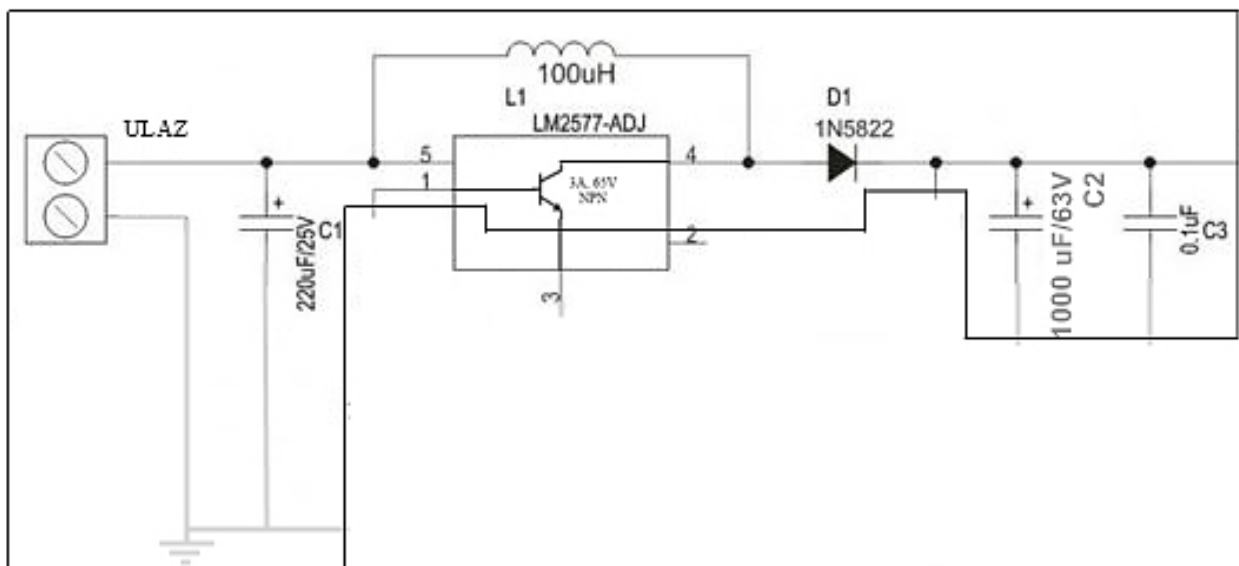 100uH
L1
LM2577-ADJ
D1
1N5822
ULAZ
5
4
1
3A, 65V
NPN
2
3
+
C1
220uF/25V
+
1000 uF/63V
C2
0.1uF
C3